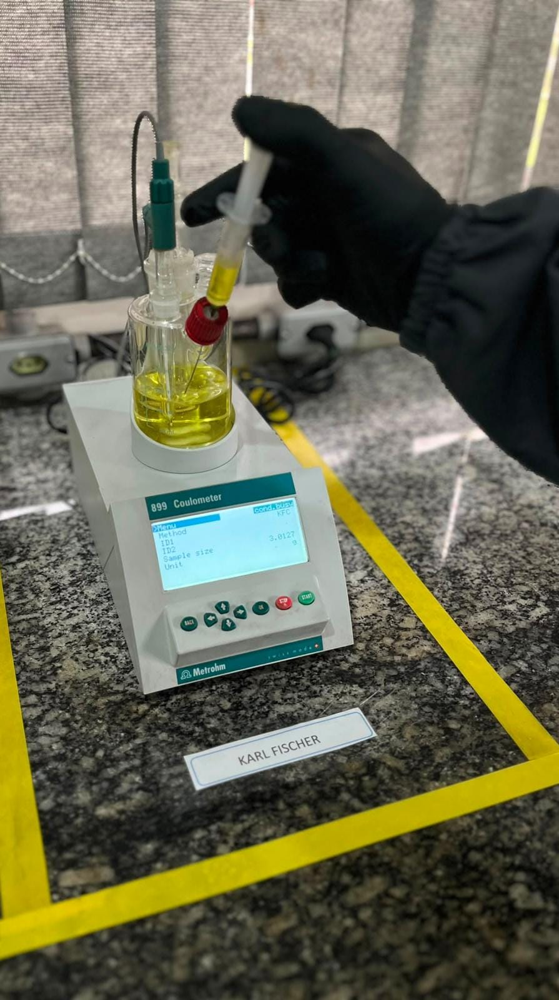 899 Coulometer
cond.busy
>Menu
Method KFC
ID1
ID2
Sample size 3.0127
Unit g
BACK
OK
STOP
START
Metrohm
swiss made
KARL FISCHER